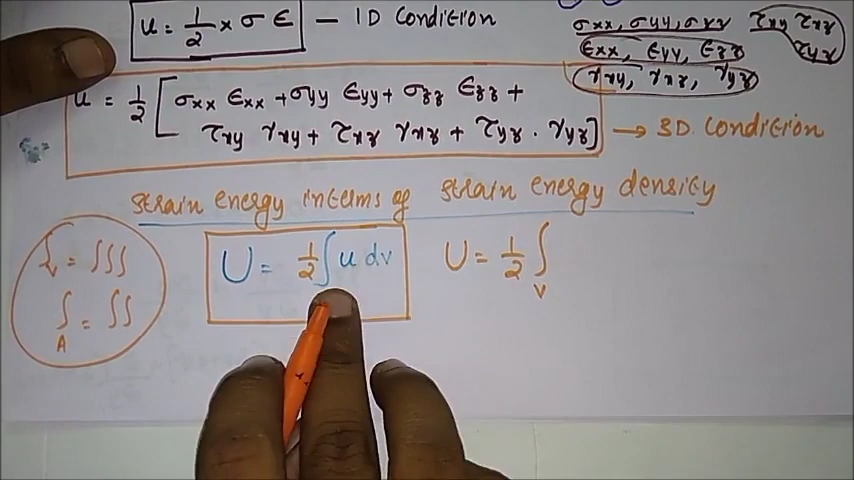 u = 1/2 × σ ε — 1D Condition
σxx, σyy, σxx τxy τxz
εxx, εyy, εzz τyz
γxy, γxz, γyz
u = 1/2 [ σxx εxx + σyy εyy + σzz εzz +
τxy γxy + τxz γxz + τyz . γyz ] → 3D. Condition
strain energy interms of strain energy density
∫v = ∫∫∫ U = 1/2 ∫ u dv U = 1/2 ∫v
∫A = ∫∫